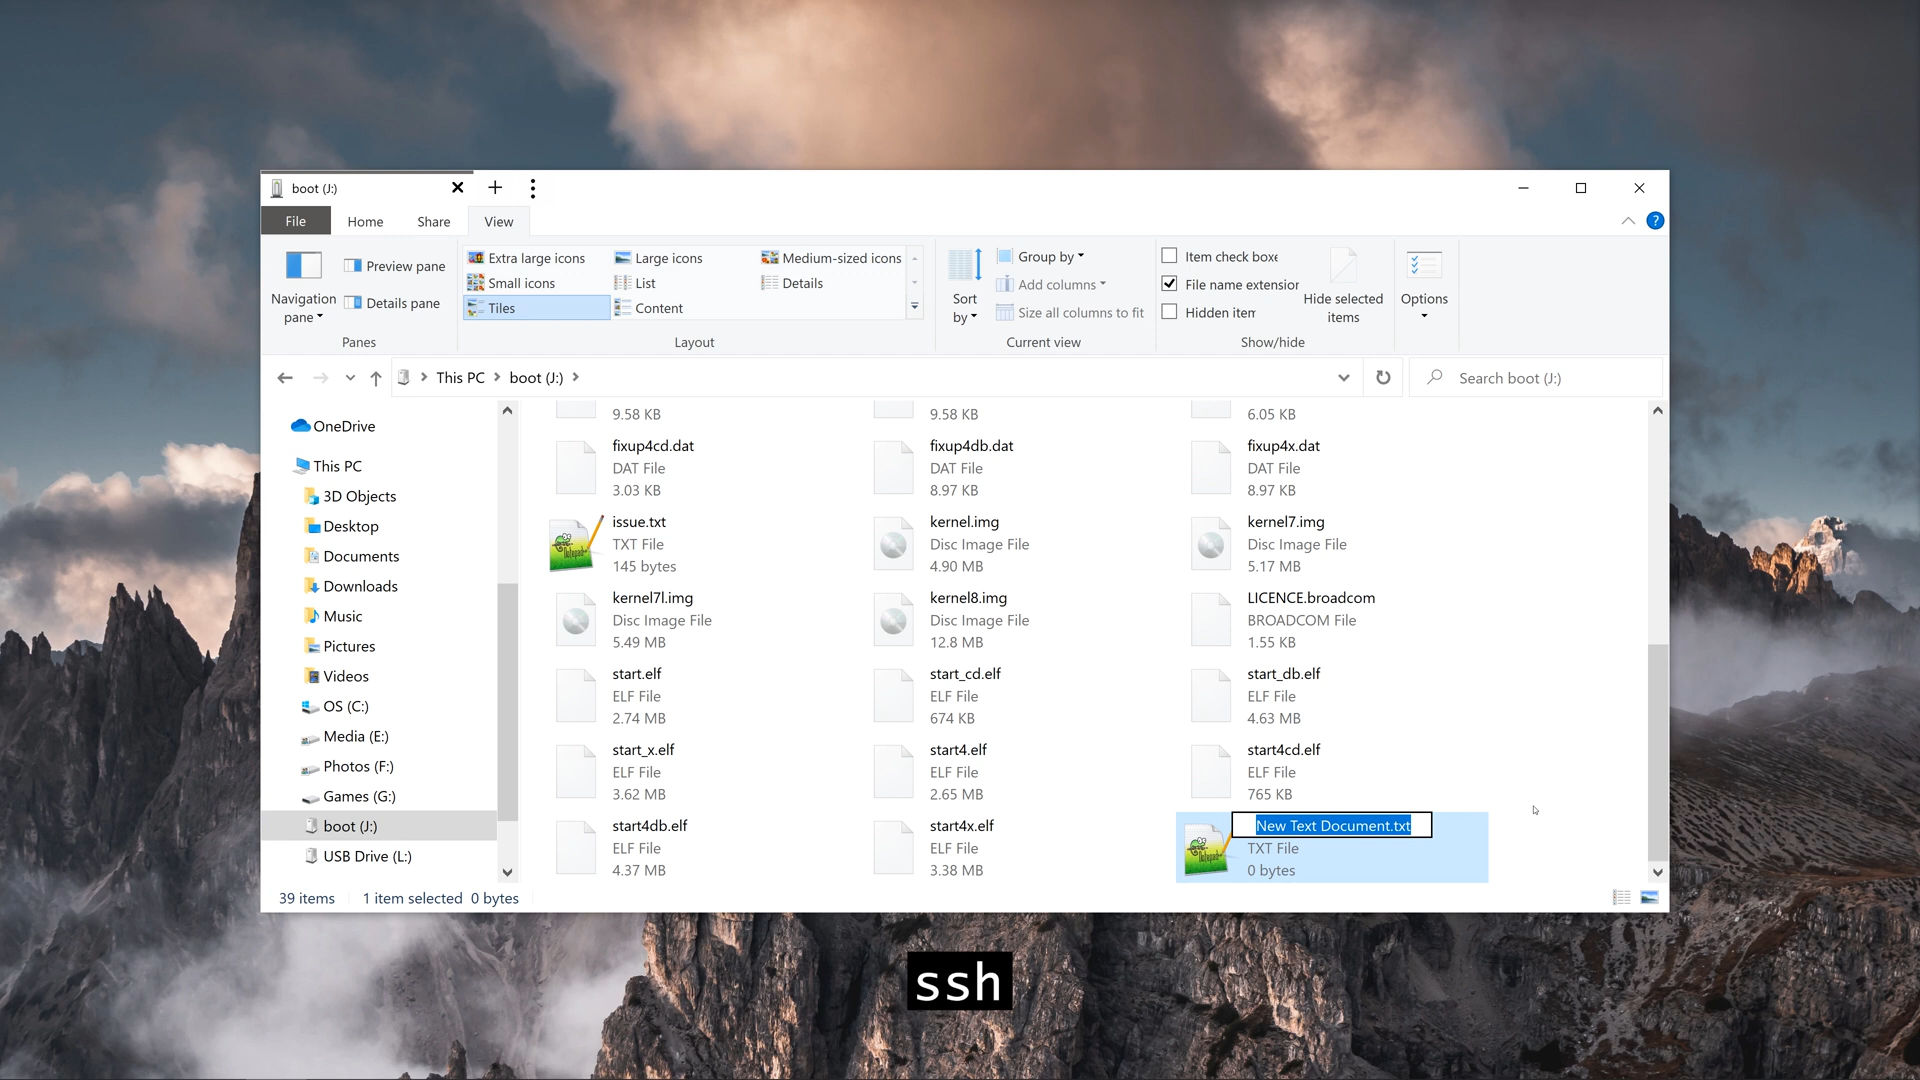 boot (J:)
File
Home
Share
View
Navigation
pane
Preview pane
Details pane
Panes
Extra large icons
Large icons
Medium-sized icons
Small icons
List
Details
Tiles
Content
Layout
Sort
by
Group by
Add columns
Size all columns to fit
Current view
Item check boxe
File name extension
Hidden item
Hide selected
items
Show/hide
Options
This PC
boot (J:)
Search boot (J:)
OneDrive
This PC
3D Objects
Desktop
Documents
Downloads
Music
Pictures
Videos
OS (C:)
Media (E:)
Photos (F:)
Games (G:)
boot (J:)
USB Drive (L:)
9.58 KB
9.58 KB
6.05 KB
fixup4cd.dat
DAT File
3.03 KB
fixup4db.dat
DAT File
8.97 KB
fixup4x.dat
DAT File
8.97 KB
issue.txt
TXT File
145 bytes
kernel.img
Disc Image File
4.90 MB
kernel7.img
Disc Image File
5.17 MB
kernel7l.img
Disc Image File
5.49 MB
kernel8.img
Disc Image File
12.8 MB
LICENCE.broadcom
BROADCOM File
1.55 KB
start.elf
ELF File
2.74 MB
start_cd.elf
ELF File
674 KB
start_db.elf
ELF File
4.63 MB
start_x.elf
ELF File
3.62 MB
start4.elf
ELF File
2.65 MB
start4cd.elf
ELF File
765 KB
start4db.elf
ELF File
4.37 MB
start4x.elf
ELF File
3.38 MB
New Text Document.txt
TXT File
0 bytes
39 items
1 item selected 0 bytes
ssh